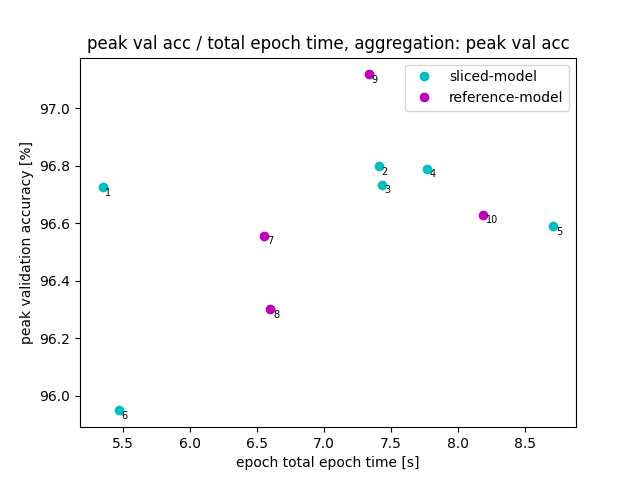 peak val acc / total epoch time, aggregation: peak val acc
sliced-model
reference-model
97.0
96.8
96.6
96.4
96.2
96.0
peak validation accuracy [%]
9
2
4
1
3
10
5
7
8
6
5.5 6.0 6.5 7.0 7.5 8.0 8.5
epoch total epoch time [s]